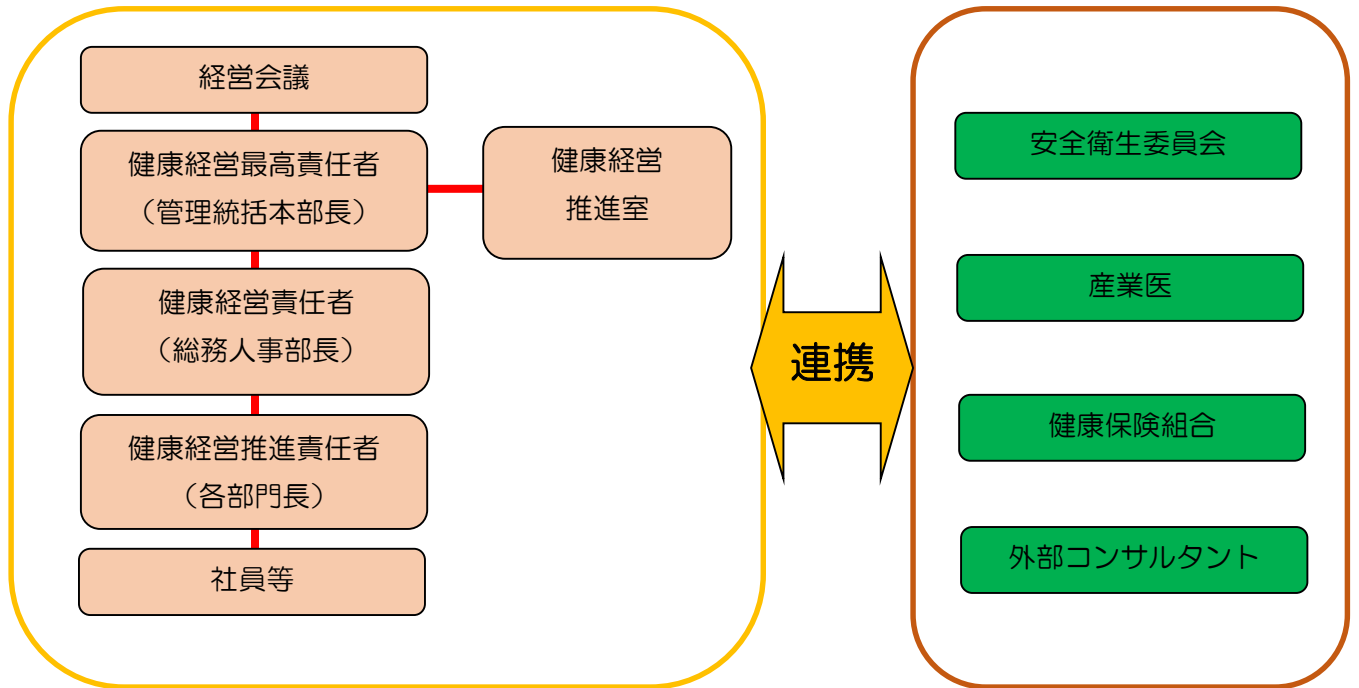 経営会議
健康経営最高責任者
（管理統括本部長）
健康経営
推進室
健康経営責任者
（総務人事部長）
健康経営推進責任者
（各部門長）
社員等
連携
安全衛生委員会
産業医
健康保険組合
外部コンサルタント